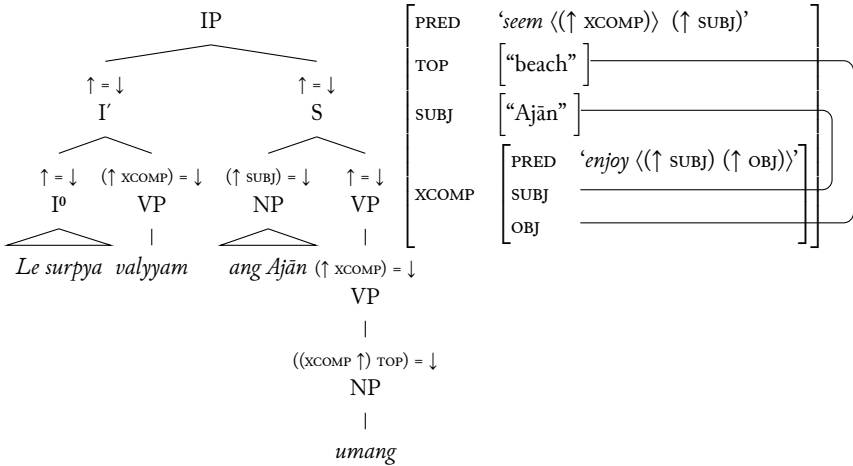 IP
↑ = ↓ ↑ = ↓
I′ S
↑ = ↓ (↑ XCOMP) = ↓ (↑ SUBJ) = ↓ ↑ = ↓
I⁰ VP NP VP
Le surpya valyyam ang Ajān (↑ XCOMP) = ↓
VP
((XCOMP ↑) TOP) = ↓
NP
umang
PRED ‘seem ⟨(↑ XCOMP)⟩ (↑ SUBJ)’
TOP [“beach”]
SUBJ [“Ajān”]
XCOMP
PRED ‘enjoy ⟨(↑ SUBJ) (↑ OBJ)⟩’
SUBJ
OBJ